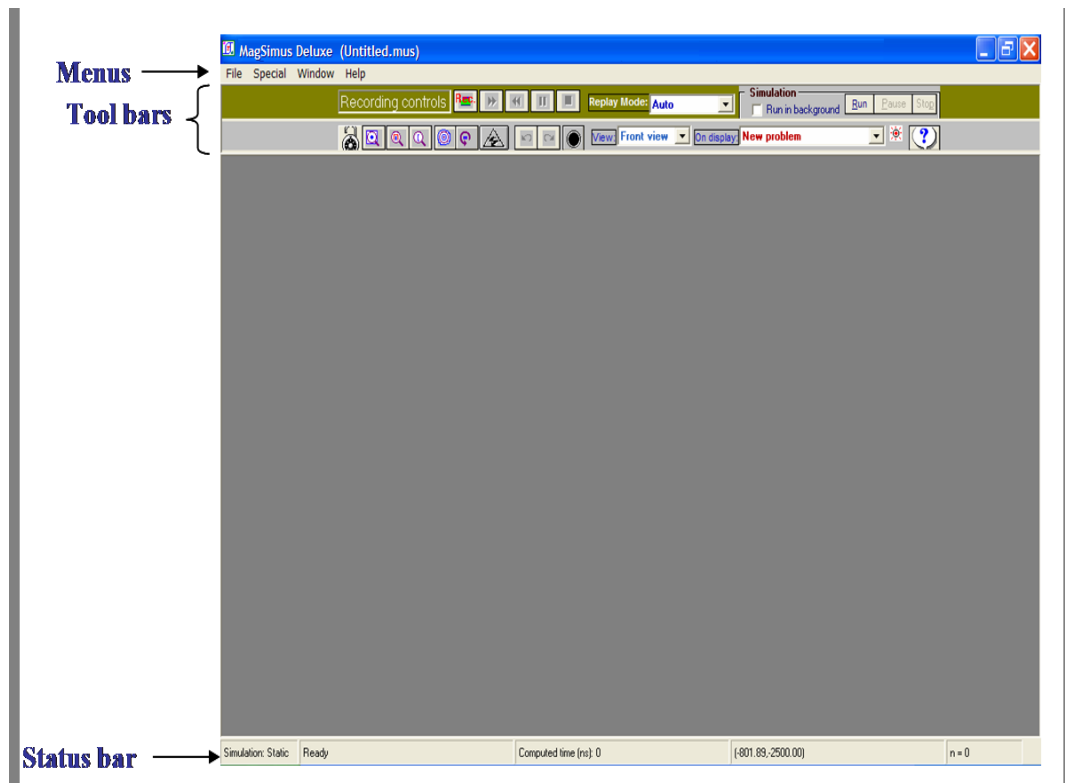 MagSimus Deluxe (Untitled.mus)
Menus
File Special Window Help
Tool bars
Recording controls Rec. Replay Mode: Auto Simulation
Run in background Run Pause Stop
View: Front view On display: New problem ?
Status bar
Simulation: Static Ready Computed time (ns): 0 (-801.89,-2500.00) n = 0